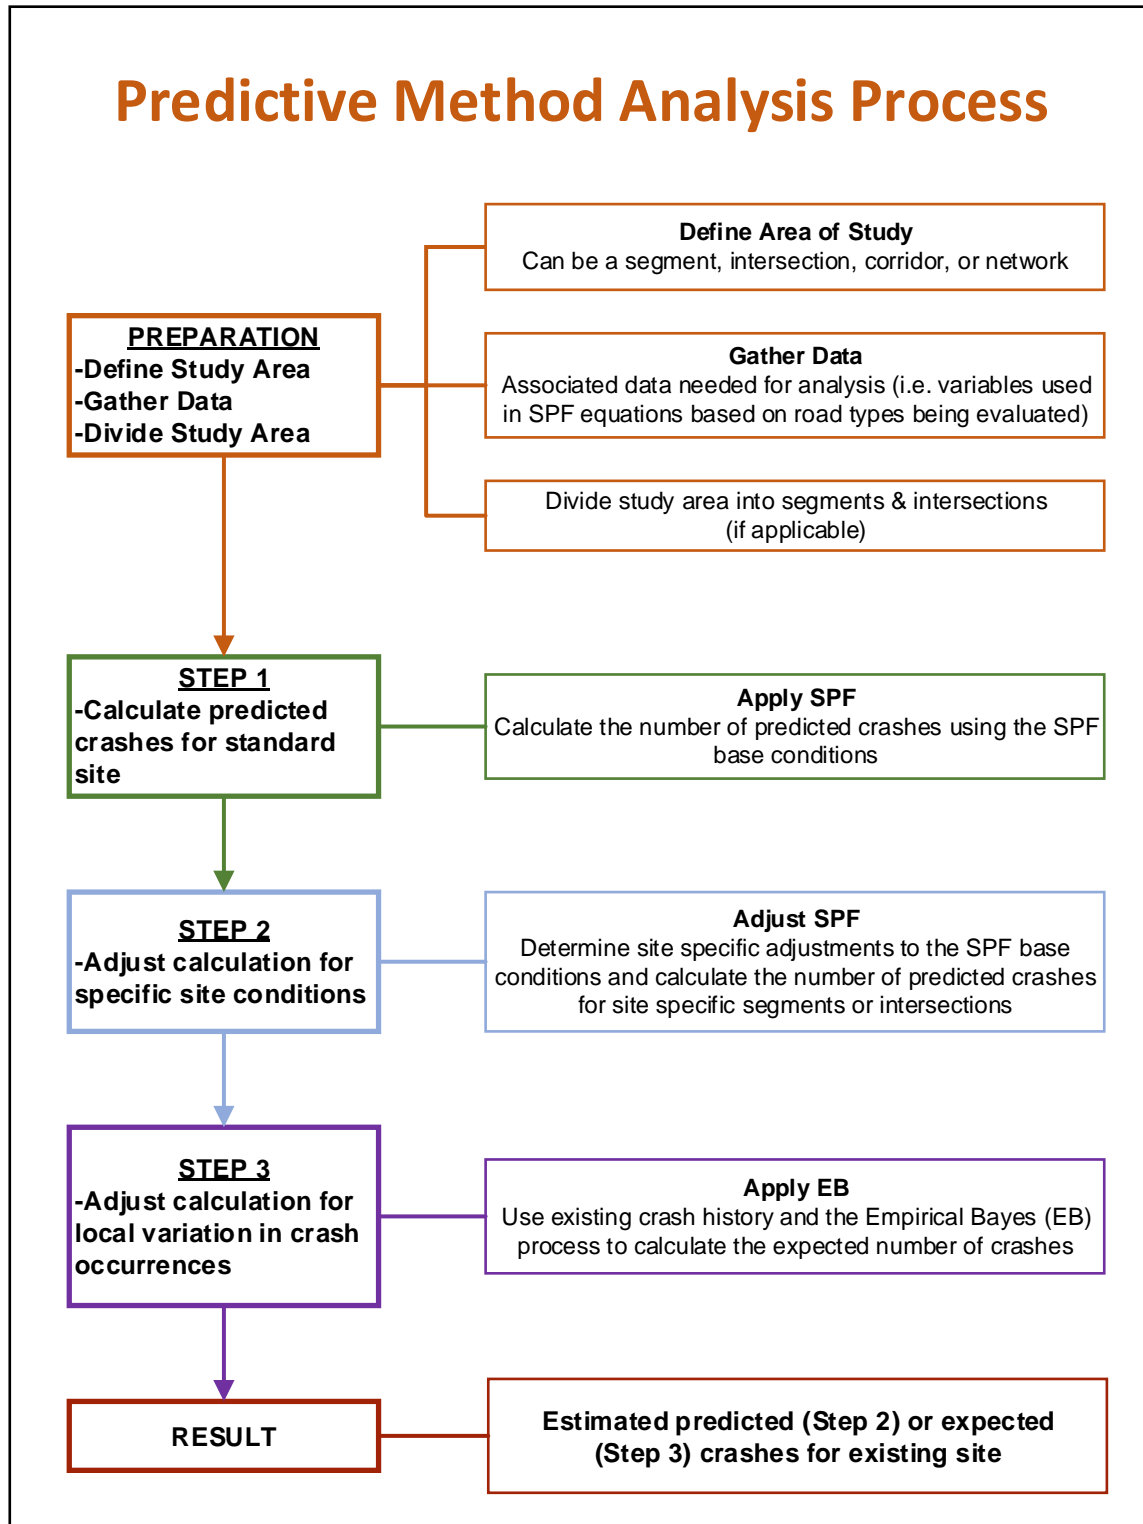 Predictive Method Analysis Process
Define Area of Study
Can be a segment, intersection, corridor, or network
PREPARATION
-Define Study Area
-Gather Data
-Divide Study Area
Gather Data
Associated data needed for analysis (i.e. variables used
in SPF equations based on road types being evaluated)
Divide study area into segments & intersections
(if applicable)
STEP 1
-Calculate predicted
crashes for standard
site
Apply SPF
Calculate the number of predicted crashes using the SPF
base conditions
STEP 2
-Adjust calculation for
specific site conditions
Adjust SPF
Determine site specific adjustments to the SPF base
conditions and calculate the number of predicted crashes
for site specific segments or intersections
STEP 3
-Adjust calculation for
local variation in crash
occurrences
Apply EB
Use existing crash history and the Empirical Bayes (EB)
process to calculate the expected number of crashes
RESULT
Estimated predicted (Step 2) or expected
(Step 3) crashes for existing site